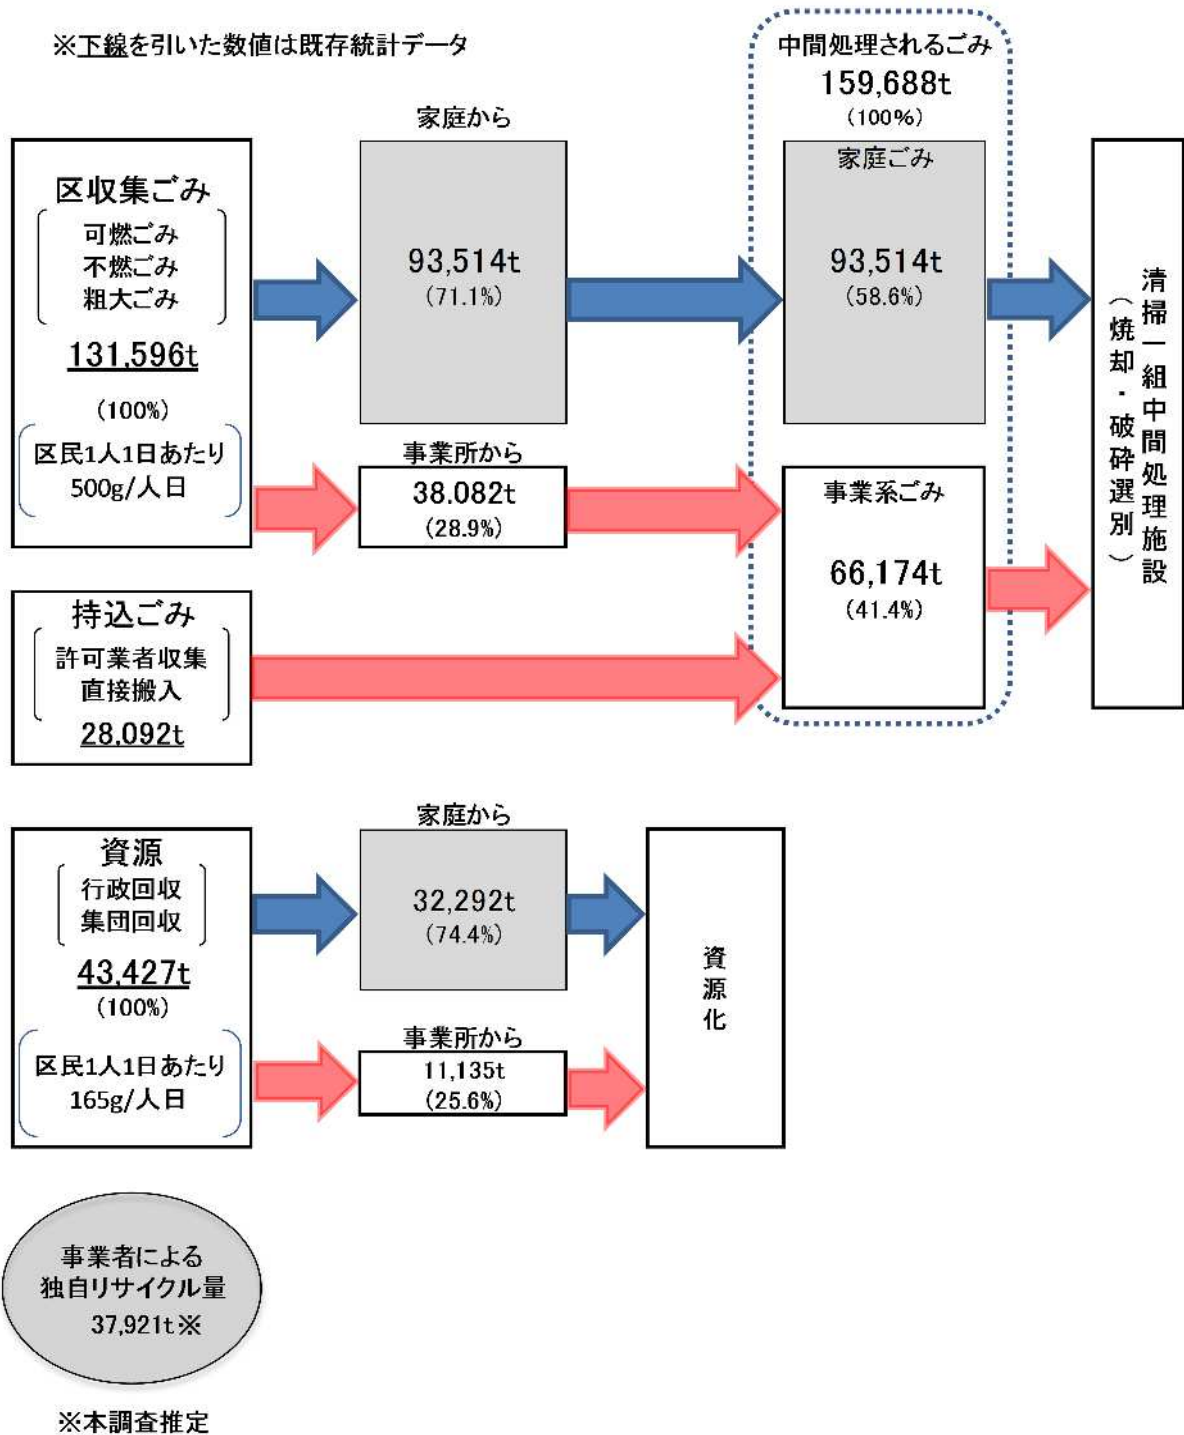 ※下線を引いた数値は既存統計データ
中間処理されるごみ
159,688t
(100%)
家庭から
区収集ごみ
可燃ごみ
不燃ごみ
粗大ごみ
131,596t
(100%)
区民1人1日あたり
500g/人日
93,514t
(71.1%)
家庭ごみ
93,514t
(58.6%)
事業所から
38.082t
(28.9%)
事業系ごみ
66,174t
(41.4%)
清掃一組中間処理施設
（焼却・破砕選別）
持込ごみ
許可業者収集
直接搬入
28,092t
資源
行政回収
集団回収
43,427t
(100%)
区民1人1日あたり
165g/人日
家庭から
32,292t
(74.4%)
事業所から
11,135t
(25.6%)
資源化
事業者による
独自リサイクル量
37,921t※
※本調査推定